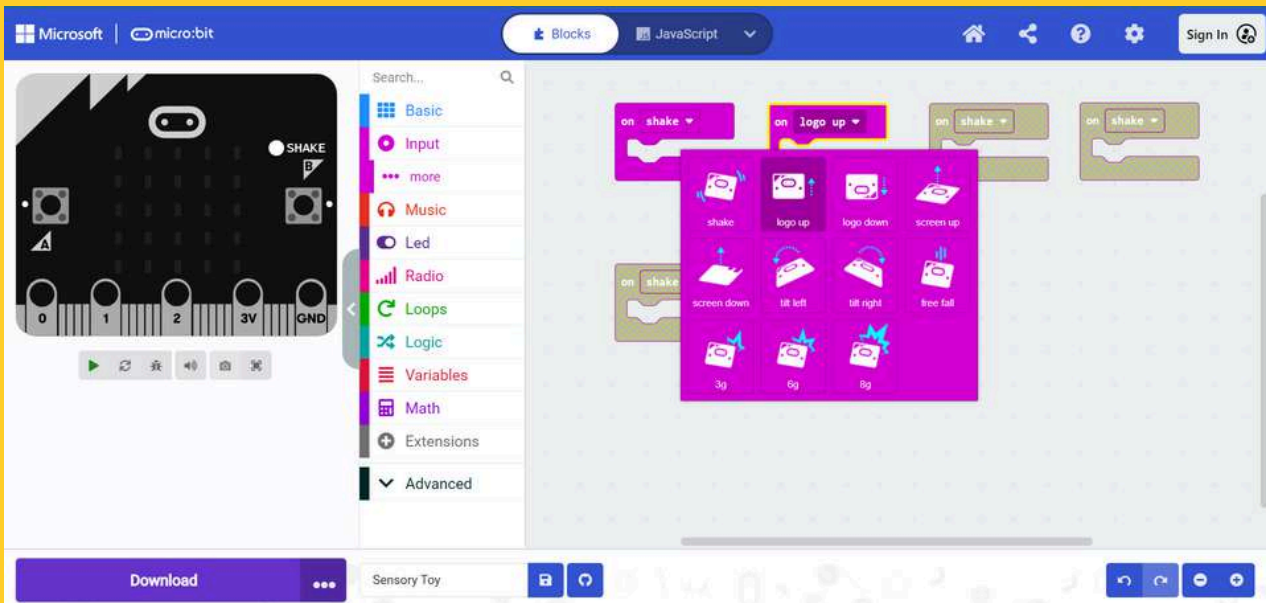 Microsoft micro:bit
Blocks
JavaScript
Sign In
SHAKE
B
A
0 1 2 3V GND
Search...
Basic
Input
more
Music
Led
Radio
Loops
Logic
Variables
Math
Extensions
Advanced
on shake
on logo up
on shake
on shake
on shake
shake logo up logo down screen up
screen down tilt left tilt right free fall
3g 6g 8g
Download
Sensory Toy